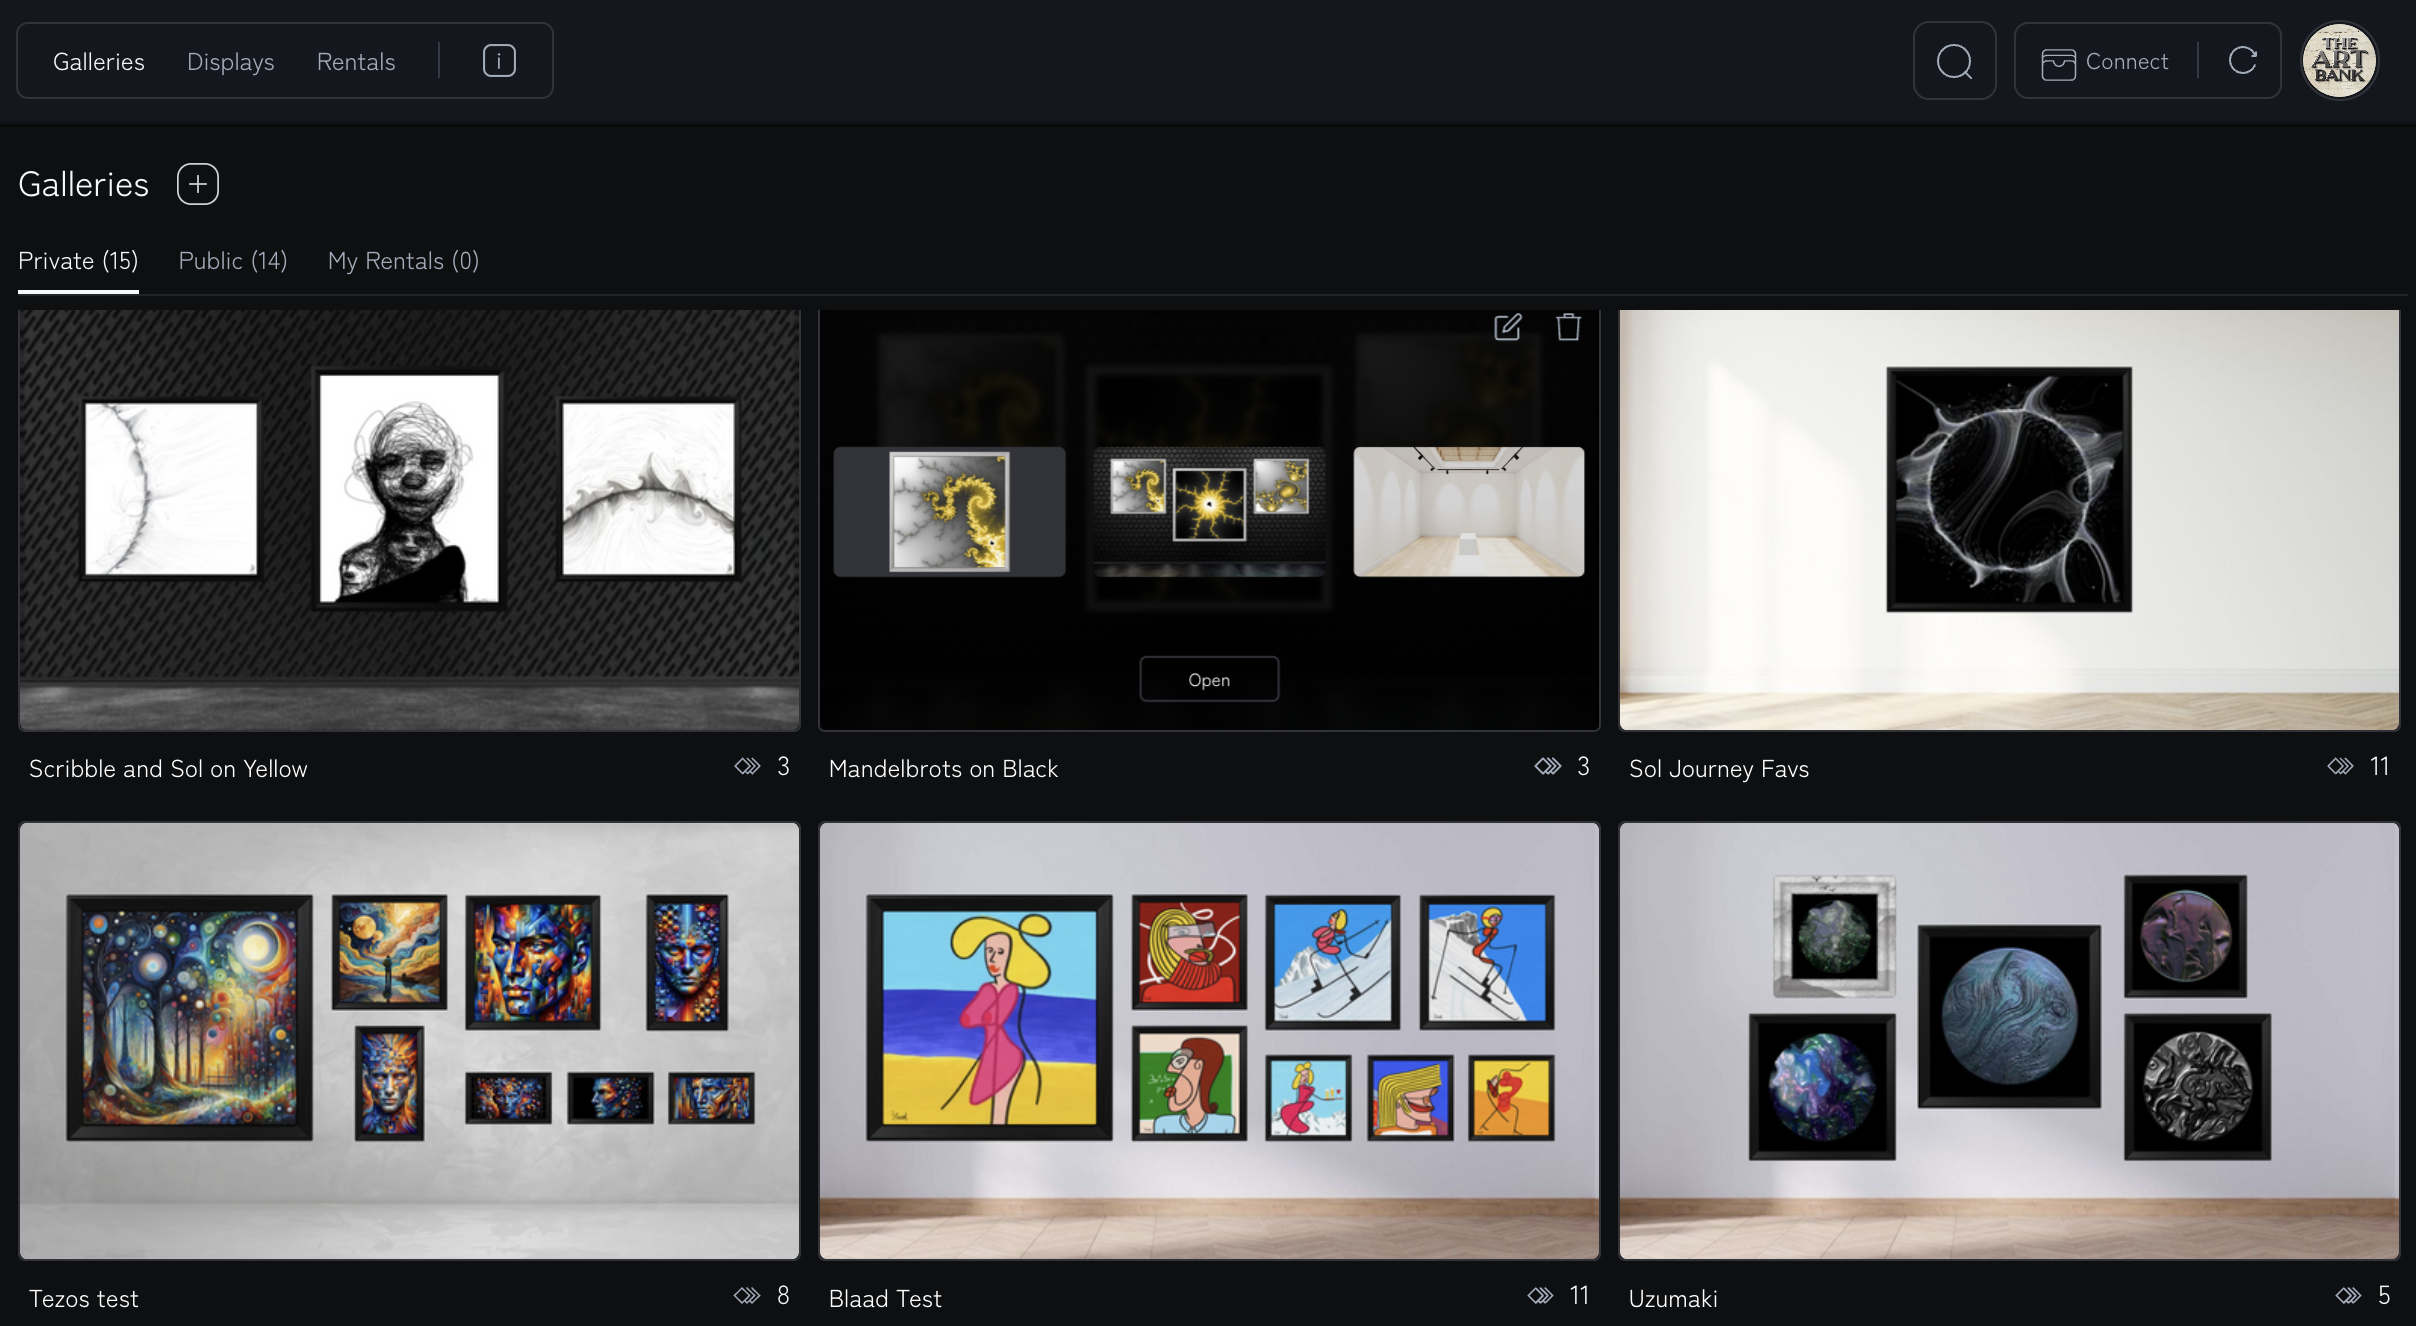 Galleries Displays Rentals Connect THE ART BANK
Galleries
Private (15) Public (14) My Rentals (0)
Open
Scribble and Sol on Yellow 3 Mandelbrots on Black 3 Sol Journey Favs 11
Tezos test 8 Blaad Test 11 Uzumaki 5